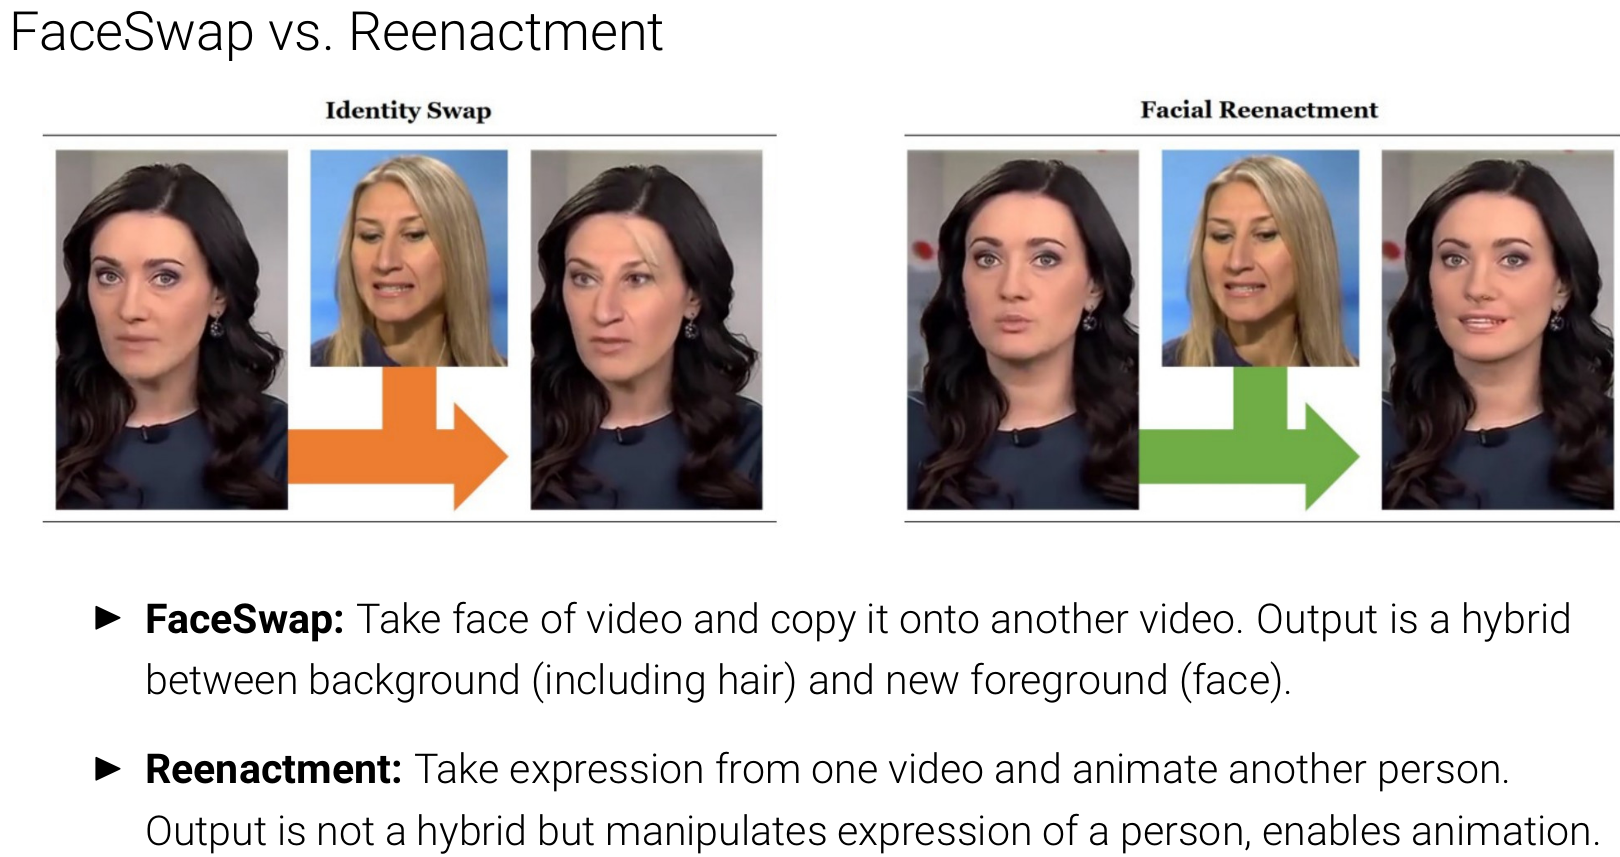 FaceSwap vs. Reenactment
Identity Swap
Facial Reenactment
► FaceSwap: Take face of video and copy it onto another video. Output is a hybrid
between background (including hair) and new foreground (face).
► Reenactment: Take expression from one video and animate another person.
Output is not a hybrid but manipulates expression of a person, enables animation.